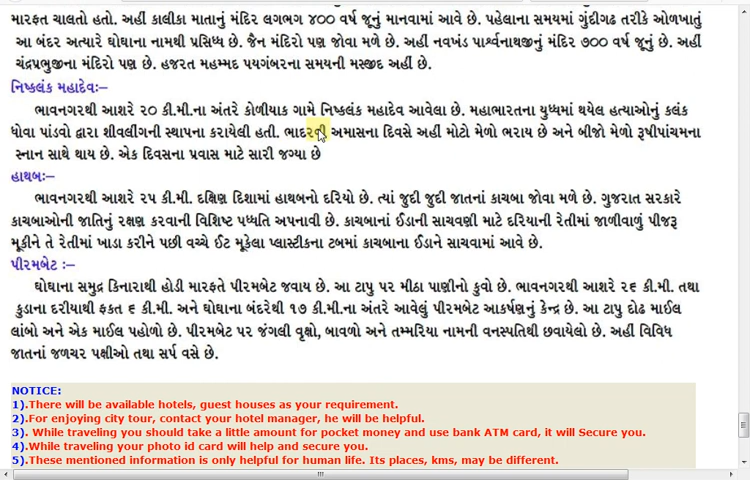 મારફત ચાલતો હતો. અહીં કાલીકા માતાનું મંદિર લગભગ ૪૦૦ વર્ષ જૂનું માનવામાં આવે છે. પહેલાના સમયમાં ગુંદીગઢ તરીકે ઓળખાતું
આ બંદર અત્યારે ઘોઘાના નામથી પ્રસિધ્ધ છે. જૈન મંદિરો પણ જોવા મળે છે. અહીં નવખંડ પાર્શ્વનાથજીનું મંદિર ૭૦૦ વર્ષ જૂનું છે. અહીં
ચંદ્રપ્રભુજીના મંદિરો પણ છે. હજરત મહમ્મદ પયગંબરના સમયની મસ્જીદ અહીં છે.
નિષ્કલંક મહાદેવ:–
ભાવનગરથી આશરે ૨૦ કી.મી.ના અંતરે કોળીયાક ગામે નિષ્કલંક મહાદેવ આવેલા છે. મહાભારતના યુધ્ધમાં થયેલ હત્યાઓનું કલંક
ધોવા પાંડવો દ્વારા શીવલીંગની સ્થાપના કરાયેલી હતી. ભાદરવી અમાસના દિવસે અહીં મોટો મેળો ભરાય છે અને બીજો મેળો રૂષીપાંચમના
સ્નાન સાથે થાય છે. એક દિવસના પ્રવાસ માટે સારી જગ્યા છે
હાથબ:–
ભાવનગરથી આશરે ૨૫ કી.મી. દક્ષિણ દિશામાં હાથબનો દરિયો છે. ત્યાં જુદી જુદી જાતનાં કાચબા જોવા મળે છે. ગુજરાત સરકારે
કાચબાઓની જાતિનું રક્ષણ કરવાની વિશિષ્ટ પધ્ધતિ અપનાવી છે. કાચબાનાં ઈંડાની સાચવણી માટે દરિયાની રેતીમાં જાળીવાળું પીજરૂ
મૂકીને તે રેતીમાં ખાડા કરીને પછી વચ્ચે ઈંટ મૂકેલા પ્લાસ્ટીકના ટબમાં કાચબાના ઈંડાને સાચવામાં આવે છે.
પીરમબેટ :–
ઘોઘાના સમુદ્ર કિનારાથી હોડી મારફતે પીરમબેટ જવાય છે. આ ટાપુ પર મીઠા પાણીનો કુવો છે. ભાવનગરથી આશરે ૨૬ કી.મી. તથા
કુડાના દરીયાથી ફકત ૬ કી.મી. અને ઘોઘાના બંદરેથી ૧૭ કી.મી.ના અંતરે આવેલું પીરમબેટ આકર્ષણનું કેન્દ્ર છે. આ ટાપુ દોઢ માઈલ
લાંબો અને એક માઈલ પહોળો છે. પીરમબેટ પર જંગલી વૃક્ષો, બાવળો અને તમ્મરિયા નામની વનસ્પતિથી છવાયેલો છે. અહીં વિવિધ
જાતનાં જળચર પક્ષીઓ તથા સર્પ વસે છે.
NOTICE:
1).There will be available hotels, guest houses as your requirement.
2).For enjoying city tour, contact your hotel manager, he will be helpful.
3). While traveling you should take a little amount for pocket money and use bank ATM card, it will Secure you.
4).While traveling your photo id card will help and secure you.
5).These mentioned information is only helpful for human life. Its places, kms, may be different.